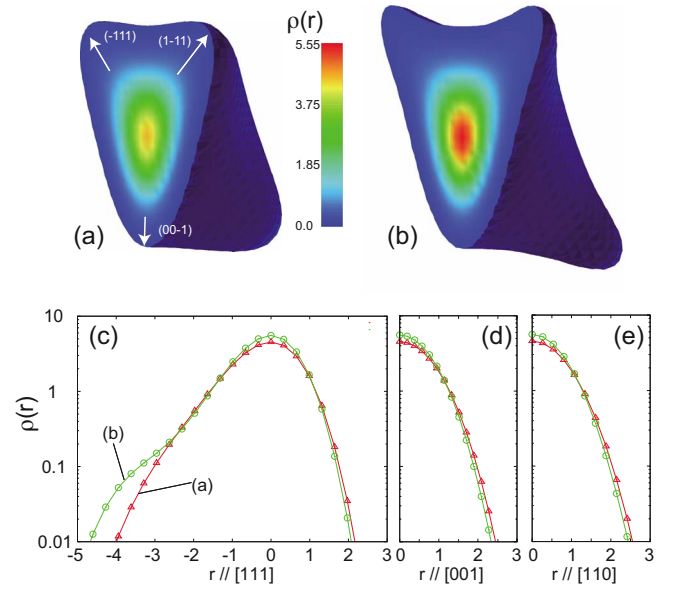 ρ(r)
(-111)
(1-11)
5.55
3.75
1.85
0.0
(00-1)
(a)
(b)
10
1
0.1
0.01
ρ(r)
(c)
(b)
(a)
(d)
(e)
-5 -4 -3 -2 -1 0 1 2 3
0 1 2 3
0 1 2 3
r // [111]
r // [001]
r // [110]